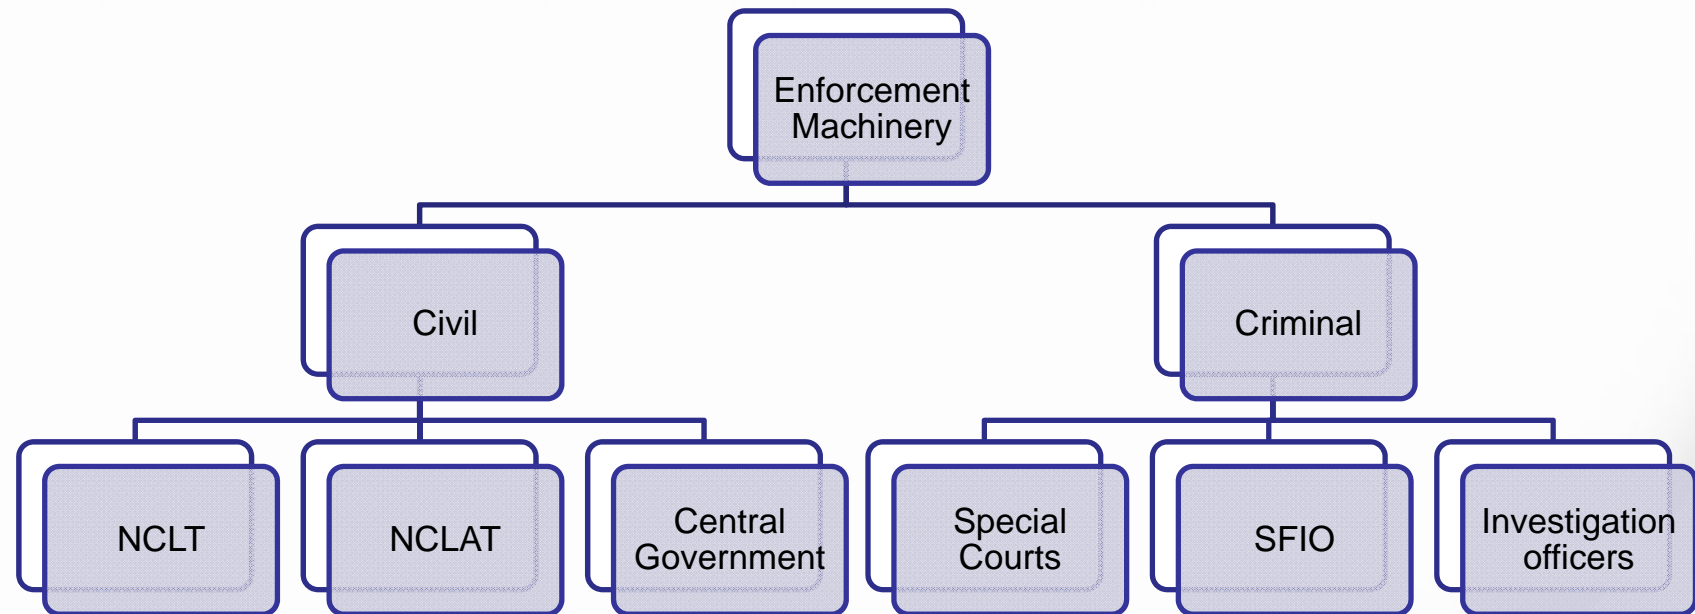 Enforcement
Machinery
Civil
Criminal
NCLT
NCLAT
Central
Government
Special
Courts
SFIO
Investigation
officers